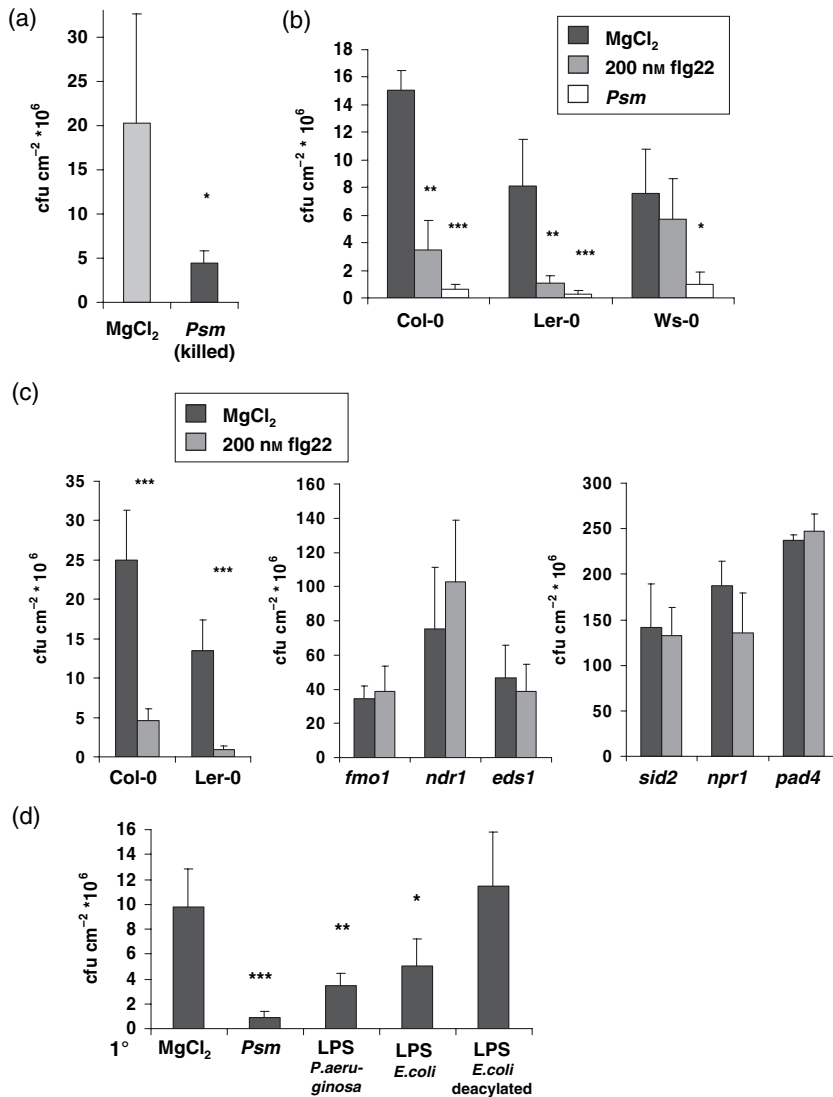 (a)
30
25
20
15
10
5
0
cfu cm⁻² *10⁶
*
MgCl₂ Psm
(killed)
(b)
MgCl₂
200 nM flg22
Psm
18
16
14
12
10
8
6
4
2
0
cfu cm⁻² * 10⁶
** *** ** *** *
Col-0 Ler-0 Ws-0
(c)
MgCl₂
200 nM flg22
35
30
25
20
15
10
5
0
cfu cm⁻² * 10⁶
*** ***
Col-0 Ler-0
160
140
120
100
80
60
40
20
0
cfu cm⁻² * 10⁶
fmo1 ndr1 eds1
300
250
200
150
100
50
0
cfu cm⁻² * 10⁶
sid2 npr1 pad4
(d)
16
14
12
10
8
6
4
2
0
cfu cm⁻² *10⁶
*** ** *
1° MgCl₂ Psm LPS LPS LPS
P.aeru- E.coli E.coli
ginosa deacylated